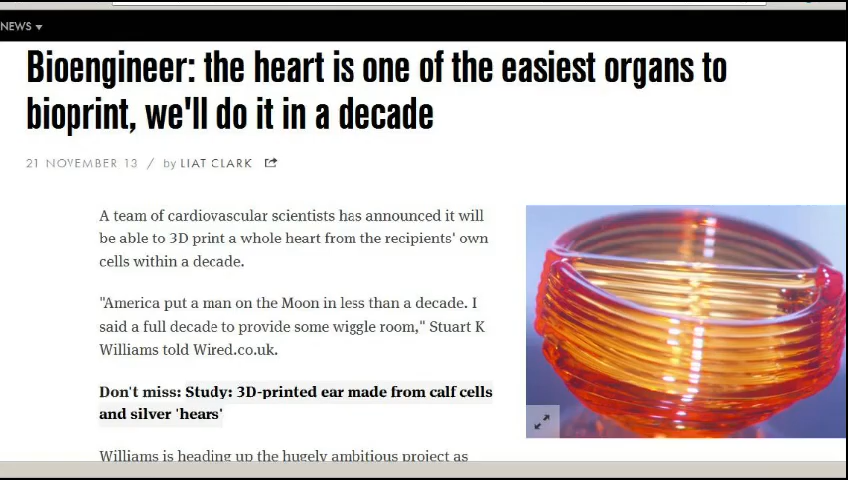 NEWS
Bioengineer: the heart is one of the easiest organs to
bioprint, we'll do it in a decade
21 NOVEMBER 13 / by LIAT CLARK
A team of cardiovascular scientists has announced it will
be able to 3D print a whole heart from the recipients' own
cells within a decade.
"America put a man on the Moon in less than a decade. I
said a full decade to provide some wiggle room," Stuart K
Williams told Wired.co.uk.
Don't miss: Study: 3D-printed ear made from calf cells
and silver 'hears'
Williams is heading up the hugely ambitious project as